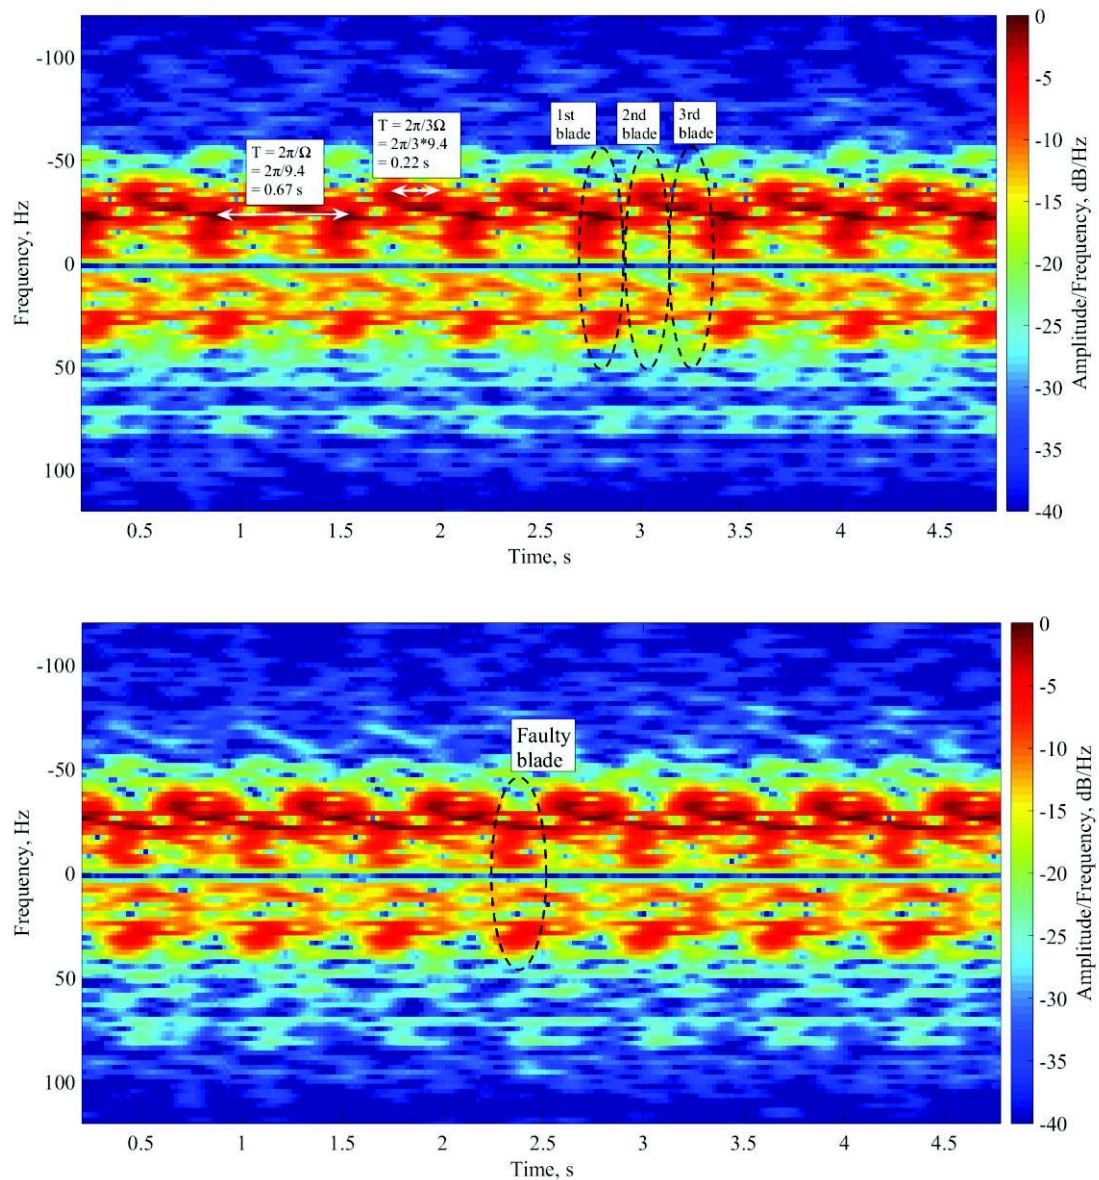 -100
-50
0
50
100
Frequency, Hz
0.5
1
1.5
2
2.5
3
3.5
4
4.5
Time, s
T = 2π/Ω
= 2π/9.4
= 0.67 s
T = 2π/3Ω
= 2π/3*9.4
= 0.22 s
1st
blade
2nd
blade
3rd
blade
0
-5
-10
-15
-20
-25
-30
-35
-40
Amplitude/Frequency, dB/Hz
-100
-50
0
50
100
Frequency, Hz
0.5
1
1.5
2
2.5
3
3.5
4
4.5
Time, s
Faulty
blade
0
-5
-10
-15
-20
-25
-30
-35
-40
Amplitude/Frequency, dB/Hz